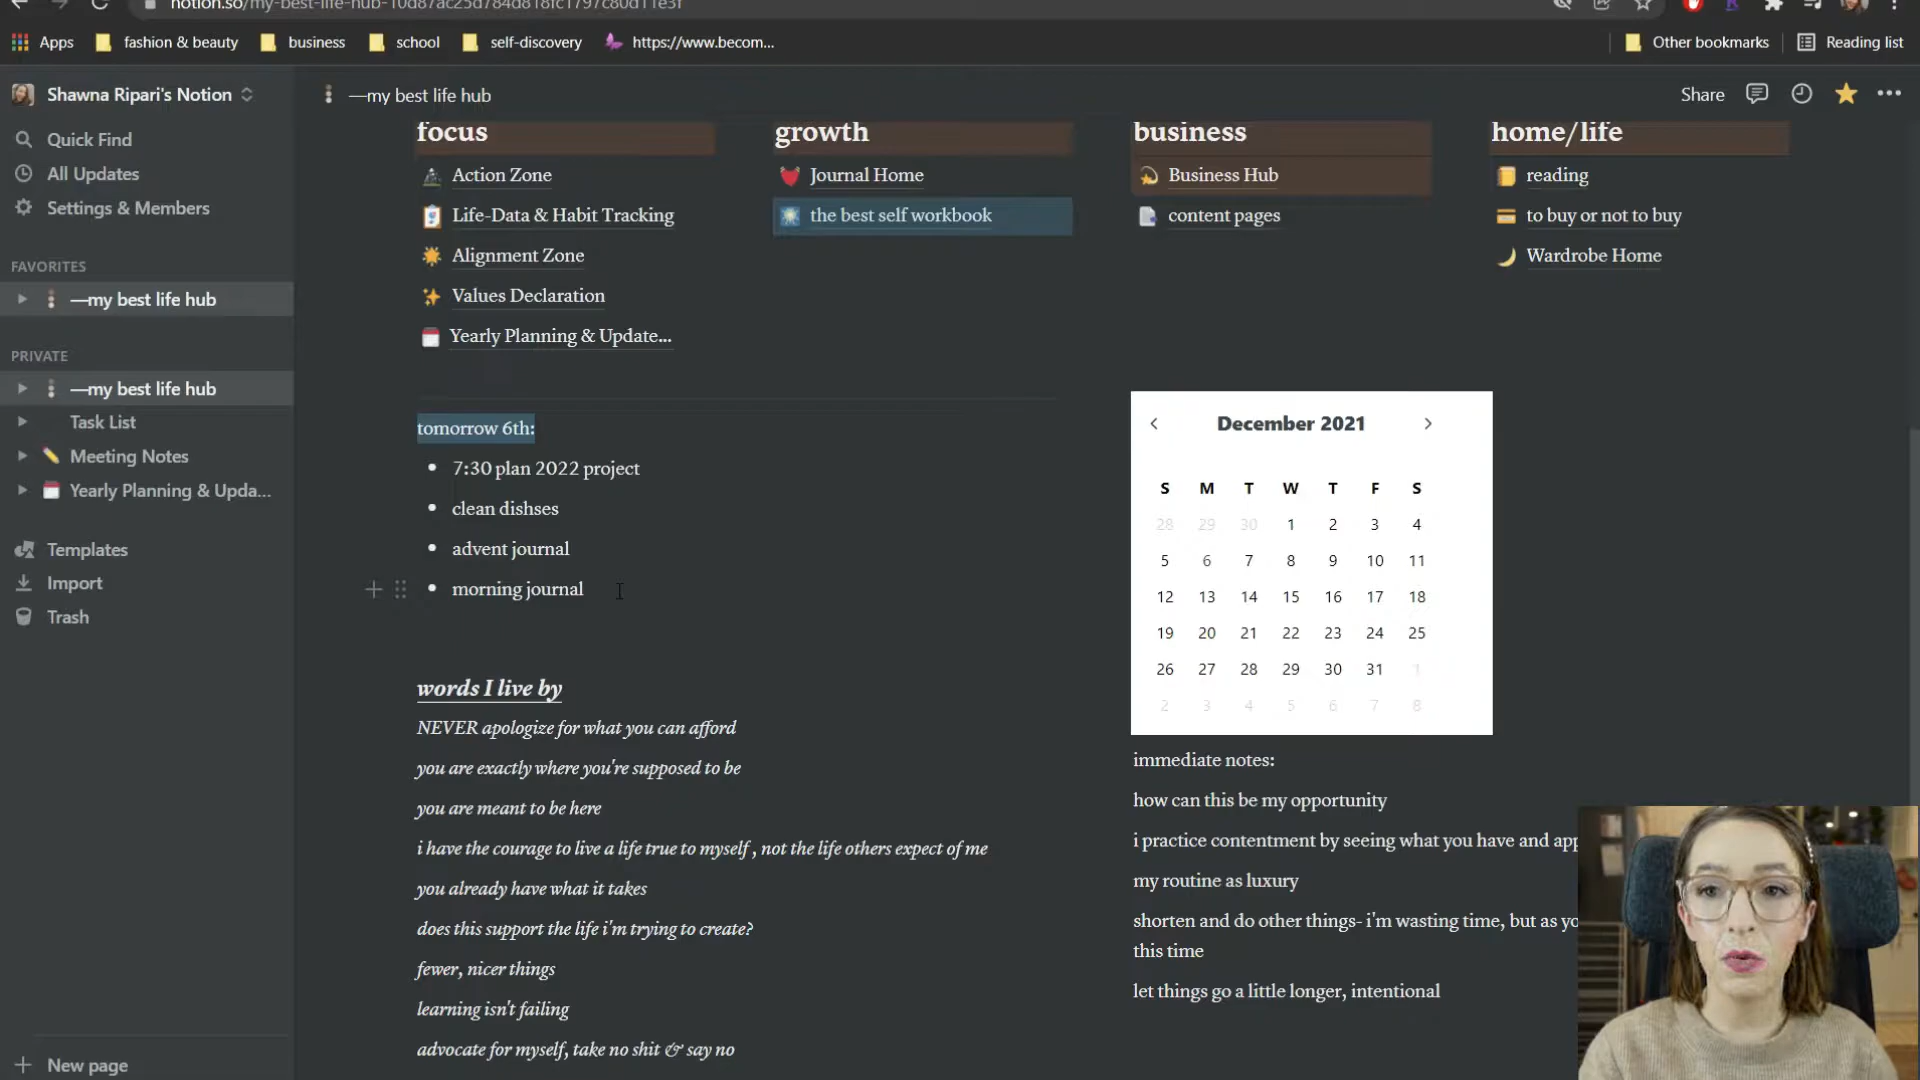 notion.so/my-best-life-hub-10d87ac25d784d818fc1797c80d11e3f
Apps
fashion & beauty
business
school
self-discovery
https://www.becom...
Other bookmarks
Reading list
Shawna Ripari's Notion
—my best life hub
Share
Quick Find
All Updates
Settings & Members
FAVORITES
—my best life hub
PRIVATE
—my best life hub
Task List
Meeting Notes
Yearly Planning & Upda...
Templates
Import
Trash
New page
focus
Action Zone
Life-Data & Habit Tracking
Alignment Zone
Values Declaration
Yearly Planning & Update...
growth
Journal Home
the best self workbook
business
Business Hub
content pages
home/life
reading
to buy or not to buy
Wardrobe Home
tomorrow 6th:
7:30 plan 2022 project
clean dishses
advent journal
morning journal
words I live by
NEVER apologize for what you can afford
you are exactly where you're supposed to be
you are meant to be here
i have the courage to live a life true to myself , not the life others expect of me
you already have what it takes
does this support the life i'm trying to create?
fewer, nicer things
learning isn't failing
advocate for myself, take no shit & say no
December 2021
S M T W T F S
28 29 30 1 2 3 4
5 6 7 8 9 10 11
12 13 14 15 16 17 18
19 20 21 22 23 24 25
26 27 28 29 30 31 1
2 3 4 5 6 7 8
immediate notes:
how can this be my opportunity
i practice contentment by seeing what you have and app
my routine as luxury
shorten and do other things- i'm wasting time, but as yo
this time
let things go a little longer, intentional